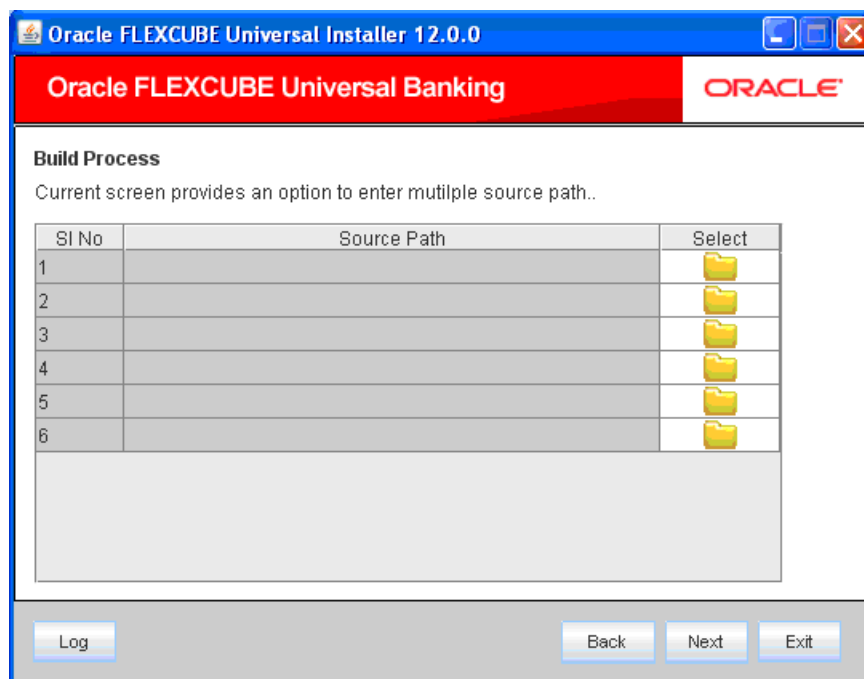 Oracle FLEXCUBE Universal Installer 12.0.0
Oracle FLEXCUBE Universal Banking ORACLE
Build Process
Current screen provides an option to enter mutilple source path..
Sl No Source Path Select
1
2
3
4
5
6
Log Back Next Exit